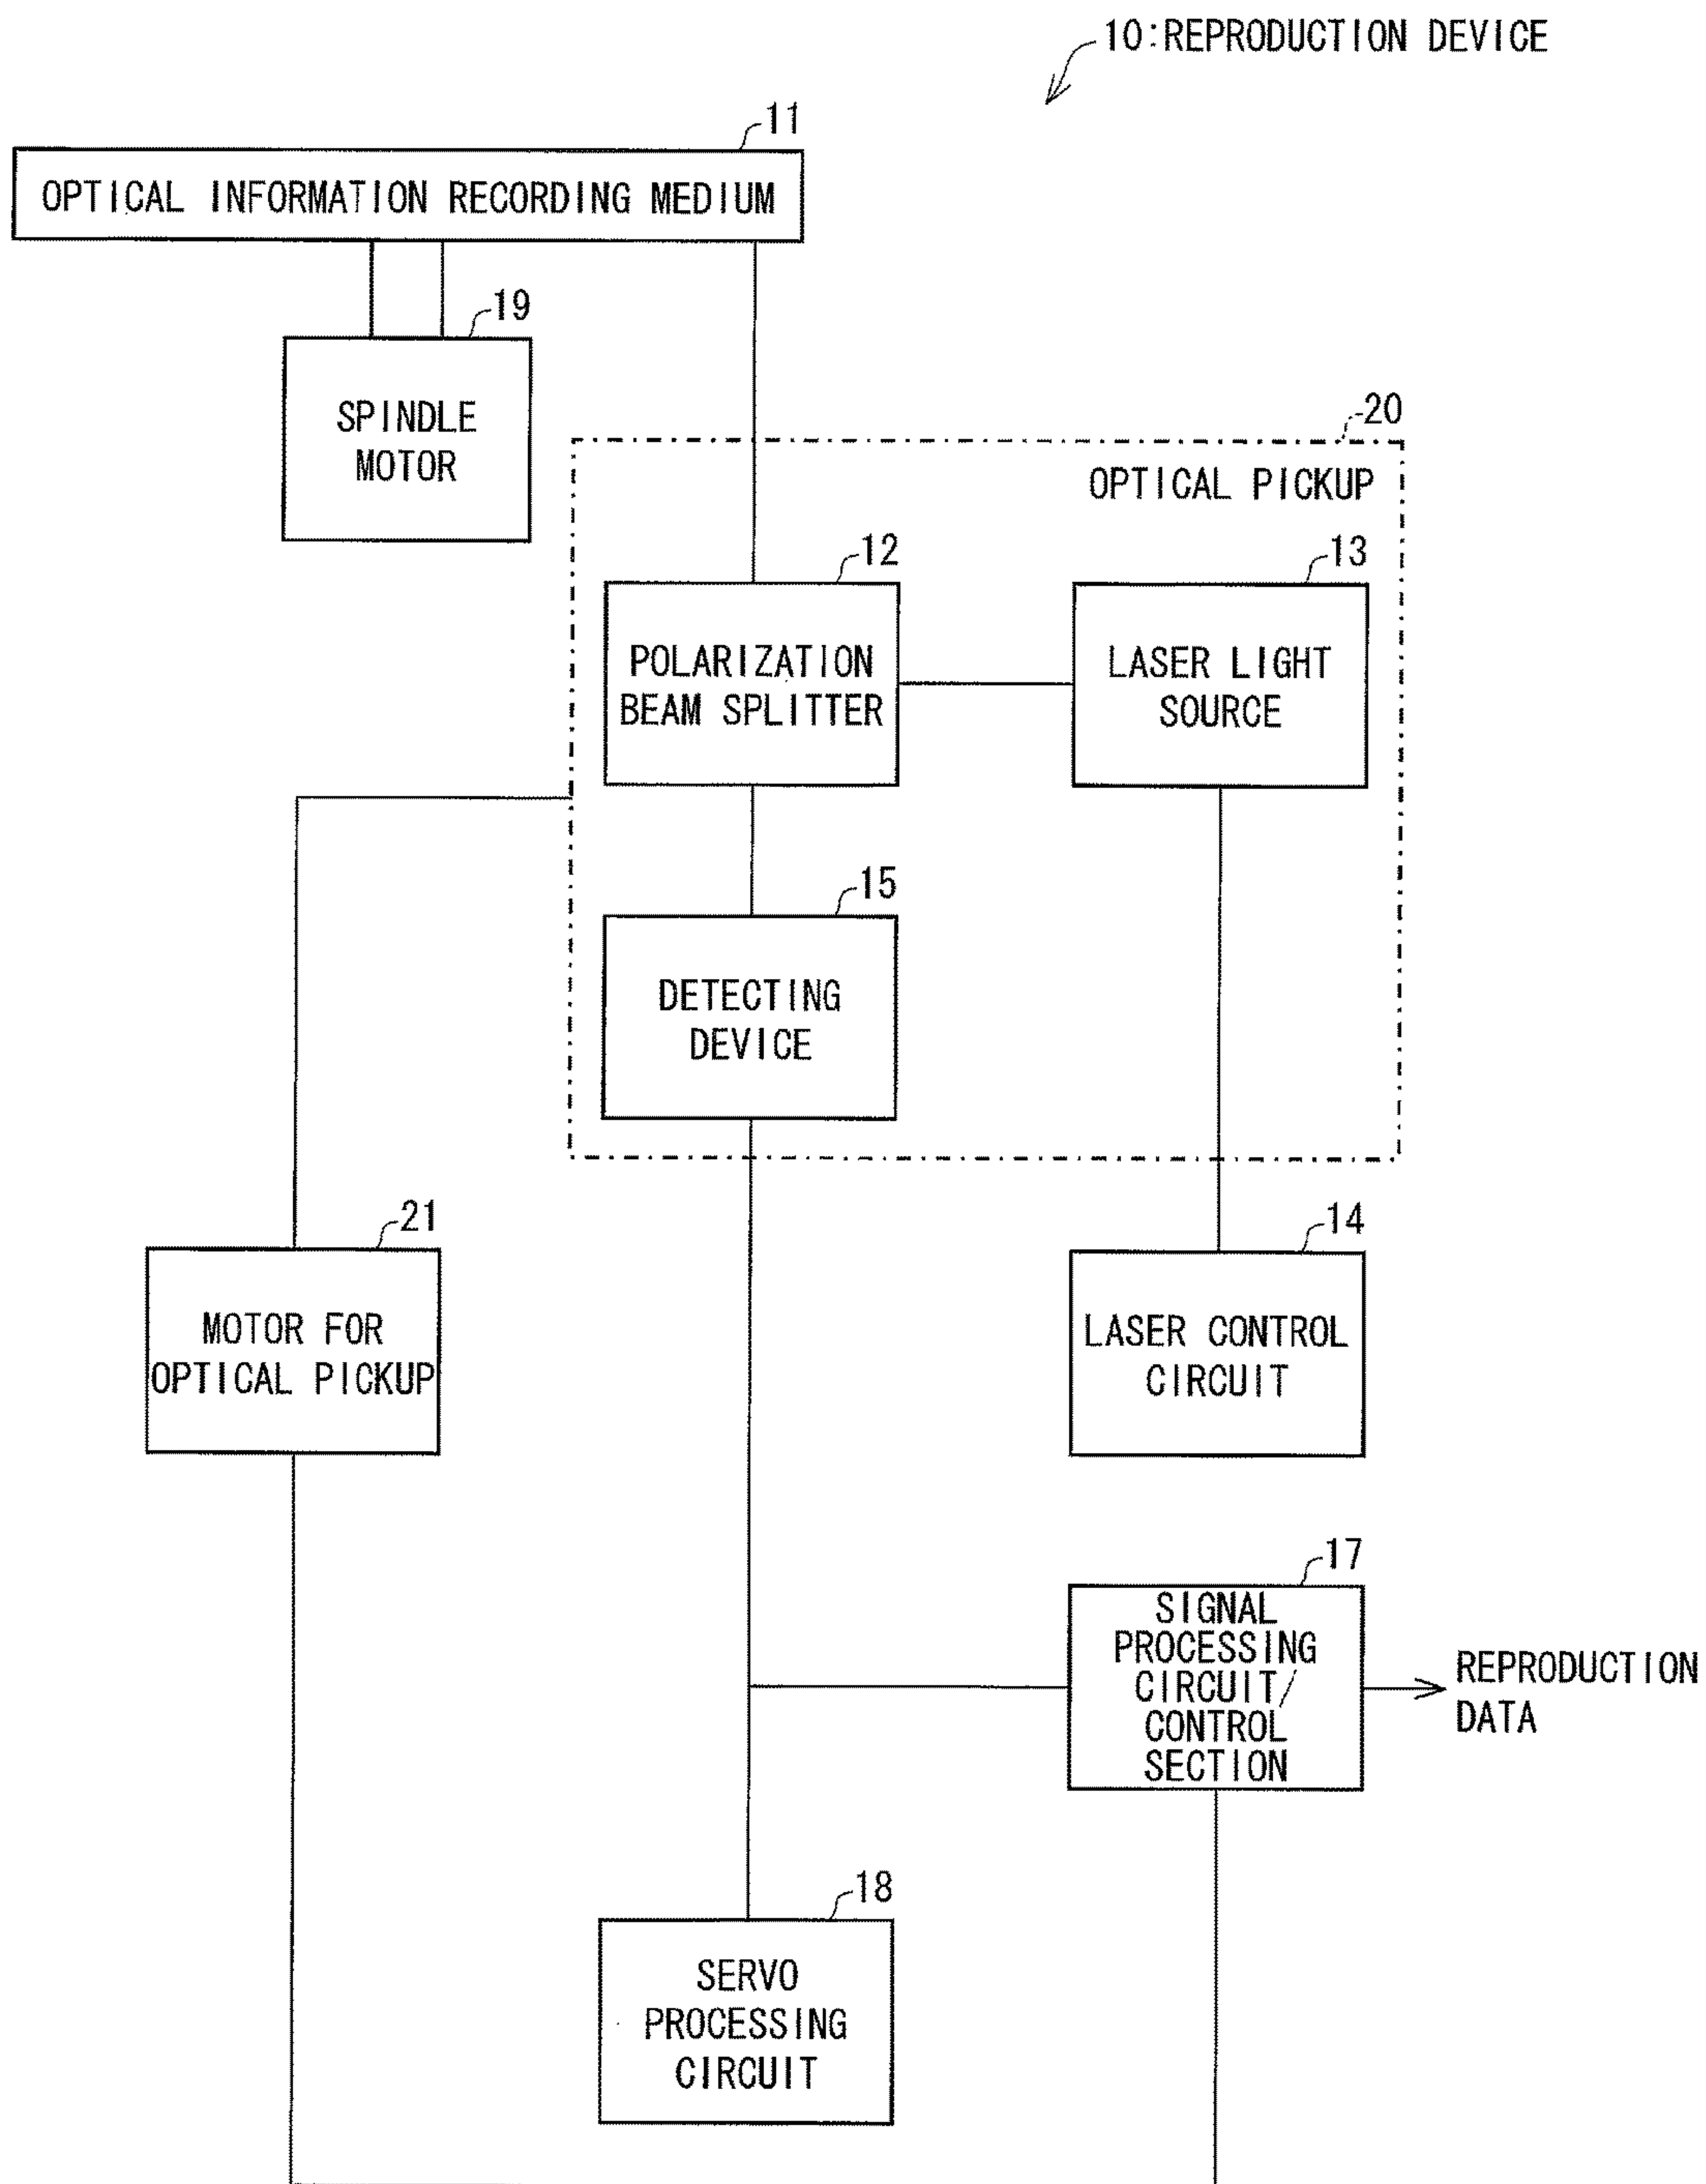 10:REPRODUCTION DEVICE
11
OPTICAL INFORMATION RECORDING MEDIUM
19
SPINDLE
MOTOR
20
OPTICAL PICKUP
12
13
POLARIZATION
BEAM SPLITTER
LASER LIGHT
SOURCE
15
DETECTING
DEVICE
21
14
MOTOR FOR
OPTICAL PICKUP
LASER CONTROL
CIRCUIT
17
SIGNAL
PROCESSING
CIRCUIT/
CONTROL
SECTION
REPRODUCTION
DATA
18
SERVO
PROCESSING
CIRCUIT